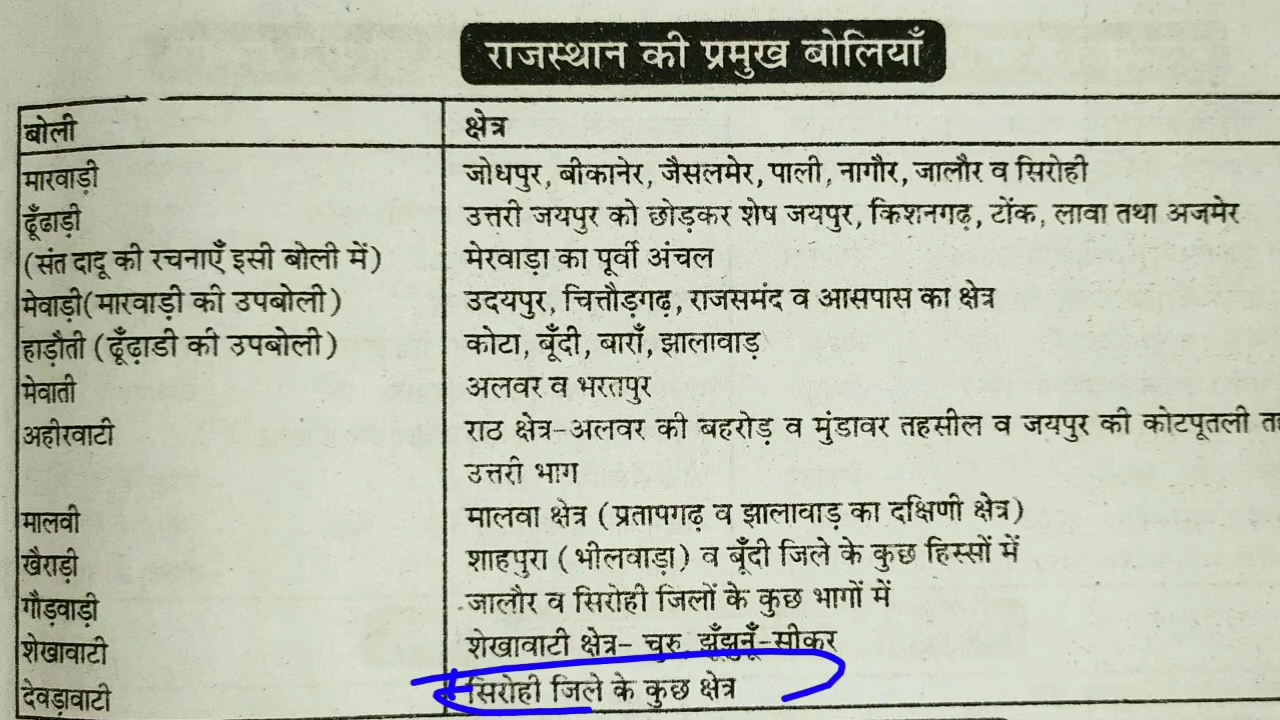 राजस्थान की प्रमुख बोलियाँ
बोली क्षेत्र
मारवाड़ी जोधपुर, बीकानेर, जैसलमेर, पाली, नागौर, जालौर व सिरोही
ढूँढाड़ी उत्तरी जयपुर को छोड़कर शेष जयपुर, किशनगढ़, टोंक, लावा तथा अजमेर
(संत दादू की रचनाएँ इसी बोली में) मेरवाड़ा का पूर्वी अंचल
मेवाड़ी(मारवाड़ी की उपबोली) उदयपुर, चित्तौड़गढ़, राजसमंद व आसपास का क्षेत्र
हाड़ौती (ढूँढ़ाडी की उपबोली) कोटा, बूँदी, बाराँ, झालावाड़
मेवाती अलवर व भरतपुर
अहीरवाटी राठ क्षेत्र-अलवर की बहरोड़ व मुंडावर तहसील व जयपुर की कोटपूतली
उत्तरी भाग
मालवी मालवा क्षेत्र (प्रतापगढ़ व झालावाड़ का दक्षिणी क्षेत्र)
खैराड़ी शाहपुरा (भीलवाड़ा) व बूँदी जिले के कुछ हिस्सों में
गौड़वाड़ी जालौर व सिरोही जिलों के कुछ भागों में
शेखावाटी शेखावाटी क्षेत्र- चुरु, झूँझुनूँ-सीकर
देवड़ावाटी सिरोही जिले के कुछ क्षेत्र